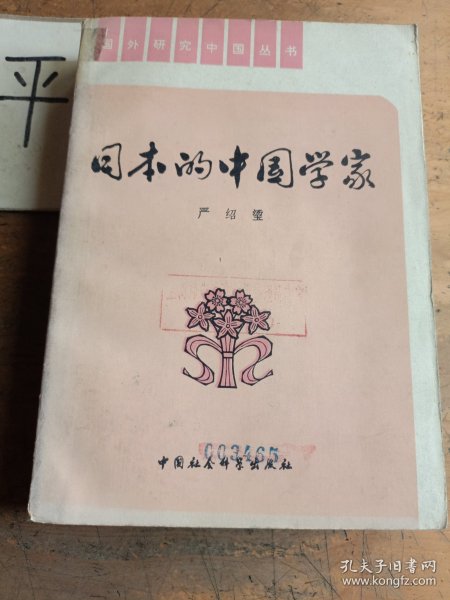 平
国外研究中国丛书
日本的中国学家
严绍璗
003465
中国社会科学出版社
孔夫子旧书网
www.kongfz.com